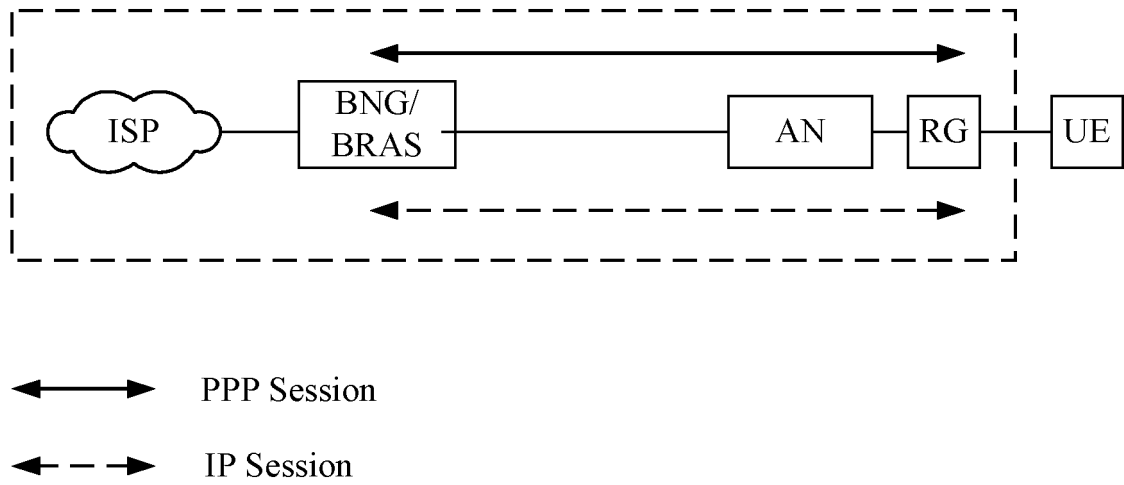 ISP
BNG/
BRAS
AN
RG
UE
PPP Session
IP Session